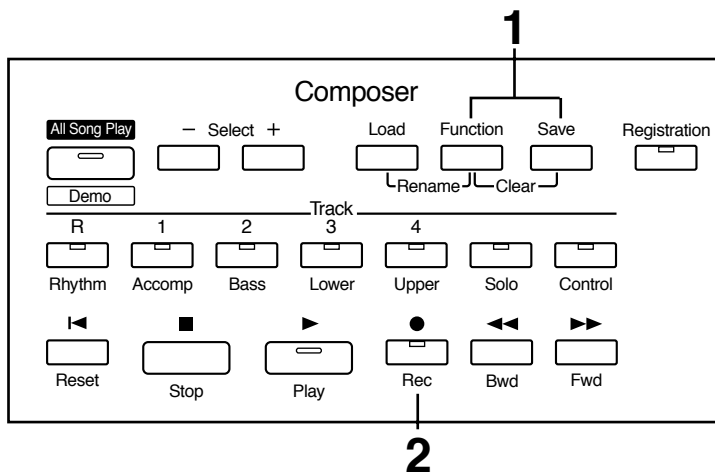 1
Composer
All Song Play
− Select +
Load
Function
Save
Registration
Demo
Rename
Clear
Track
R 1 2 3 4
Rhythm Accomp Bass Lower Upper Solo Control
Reset Stop Play Rec Bwd Fwd
2